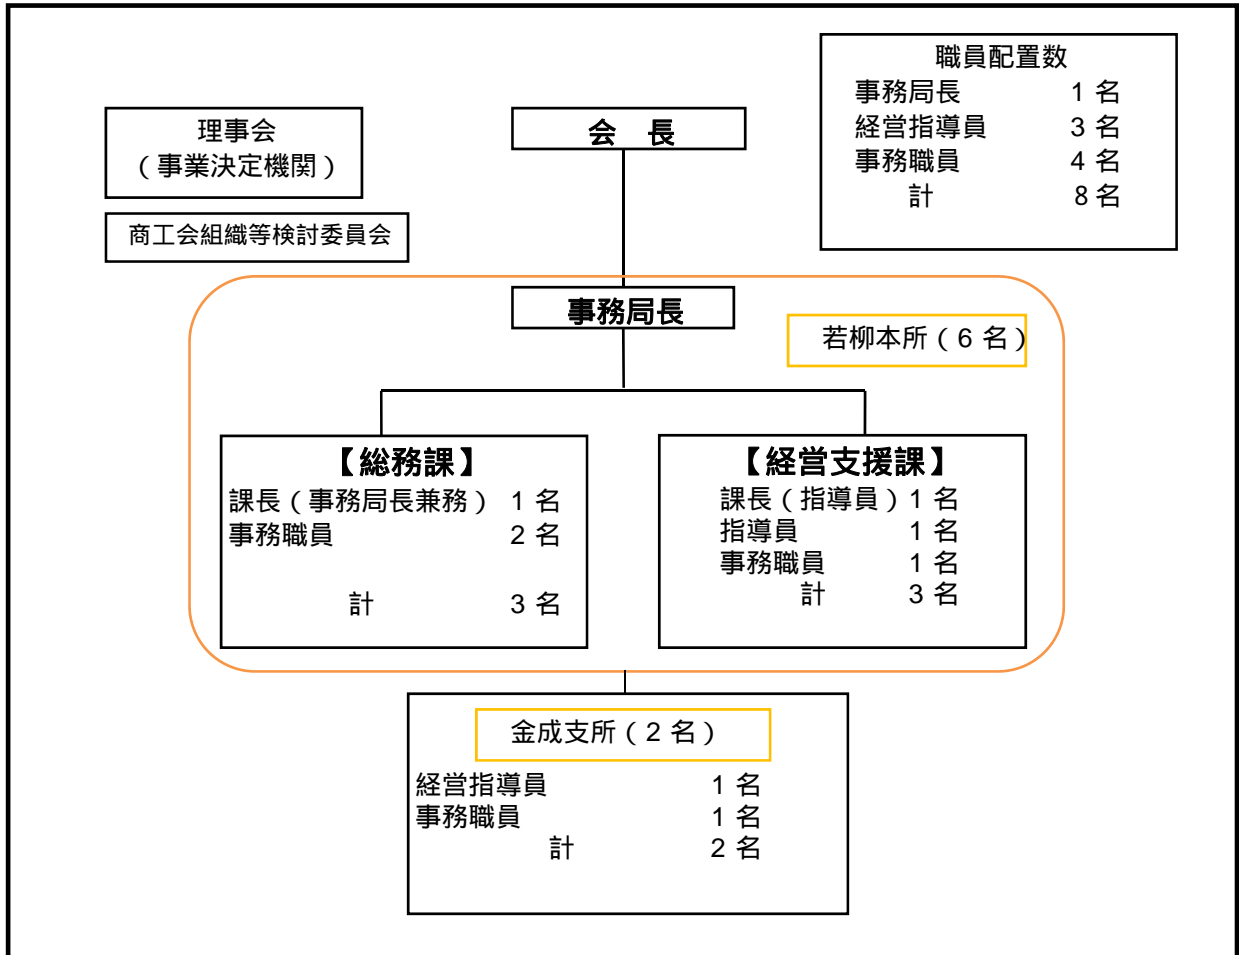 職員配置数
事務局長 1 名
経営指導員 3 名
事務職員 4 名
計 8 名
理事会
（事業決定機関）
会 長
商工会組織等検討委員会
事務局長
若柳本所（6 名）
【総務課】
課長（事務局長兼務） 1 名
事務職員 2 名
計 3 名
【経営支援課】
課長（指導員） 1 名
指導員 1 名
事務職員 1 名
計 3 名
金成支所（2 名）
経営指導員 1 名
事務職員 1 名
計 2 名